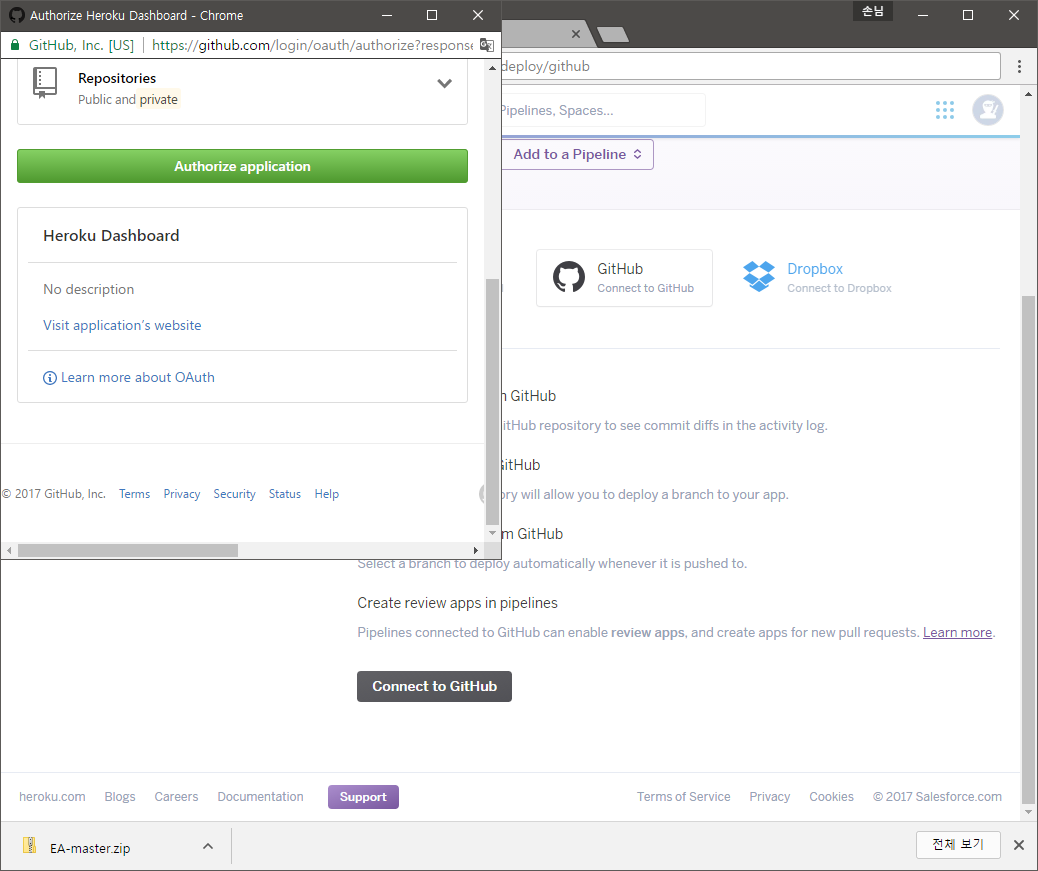 Authorize Heroku Dashboard - Chrome
GitHub, Inc. [US]
https://github.com/login/oauth/authorize?response
Repositories
Public and private
Authorize application
Heroku Dashboard
No description
Visit application's website
Learn more about OAuth
© 2017 GitHub, Inc. Terms Privacy Security Status Help
손님
deploy/github
Pipelines, Spaces...
Add to a Pipeline
GitHub
Connect to GitHub
Dropbox
Connect to Dropbox
GitHub
repository to see commit diffs in the activity log.
GitHub
will allow you to deploy a branch to your app.
GitHub
Select a branch to deploy automatically whenever it is pushed to.
Create review apps in pipelines
Pipelines connected to GitHub can enable review apps, and create apps for new pull requests. Learn more.
Connect to GitHub
heroku.com Blogs Careers Documentation Support Terms of Service Privacy Cookies © 2017 Salesforce.com
EA-master.zip
전체 보기